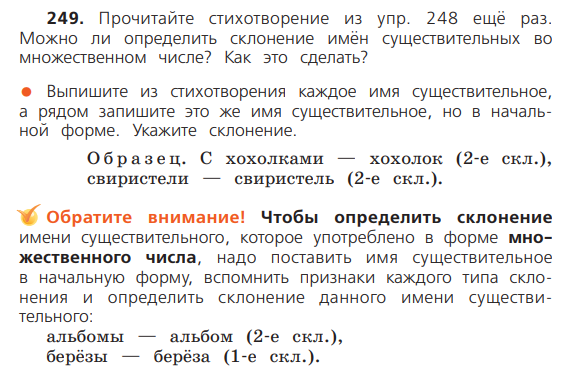 249. Прочитайте стихотворение из упр. 248 ещё раз.
Можно ли определить склонение имён существительных во
множественном числе? Как это сделать?
● Выпишите из стихотворения каждое имя существительное,
а рядом запишите это же имя существительное, но в началь-
ной форме. Укажите склонение.
Образец. С хохолками — хохолок (2-е скл.),
свиристели — свиристель (2-е скл.).
Обратите внимание! Чтобы определить склонение
имени существительного, которое употреблено в форме мно-
жественного числа, надо поставить имя существительное
в начальную форму, вспомнить признаки каждого типа скло-
нения и определить склонение данного имени существи-
тельного:
альбомы — альбом (2-е скл.),
берёзы — берёза (1-е скл.).